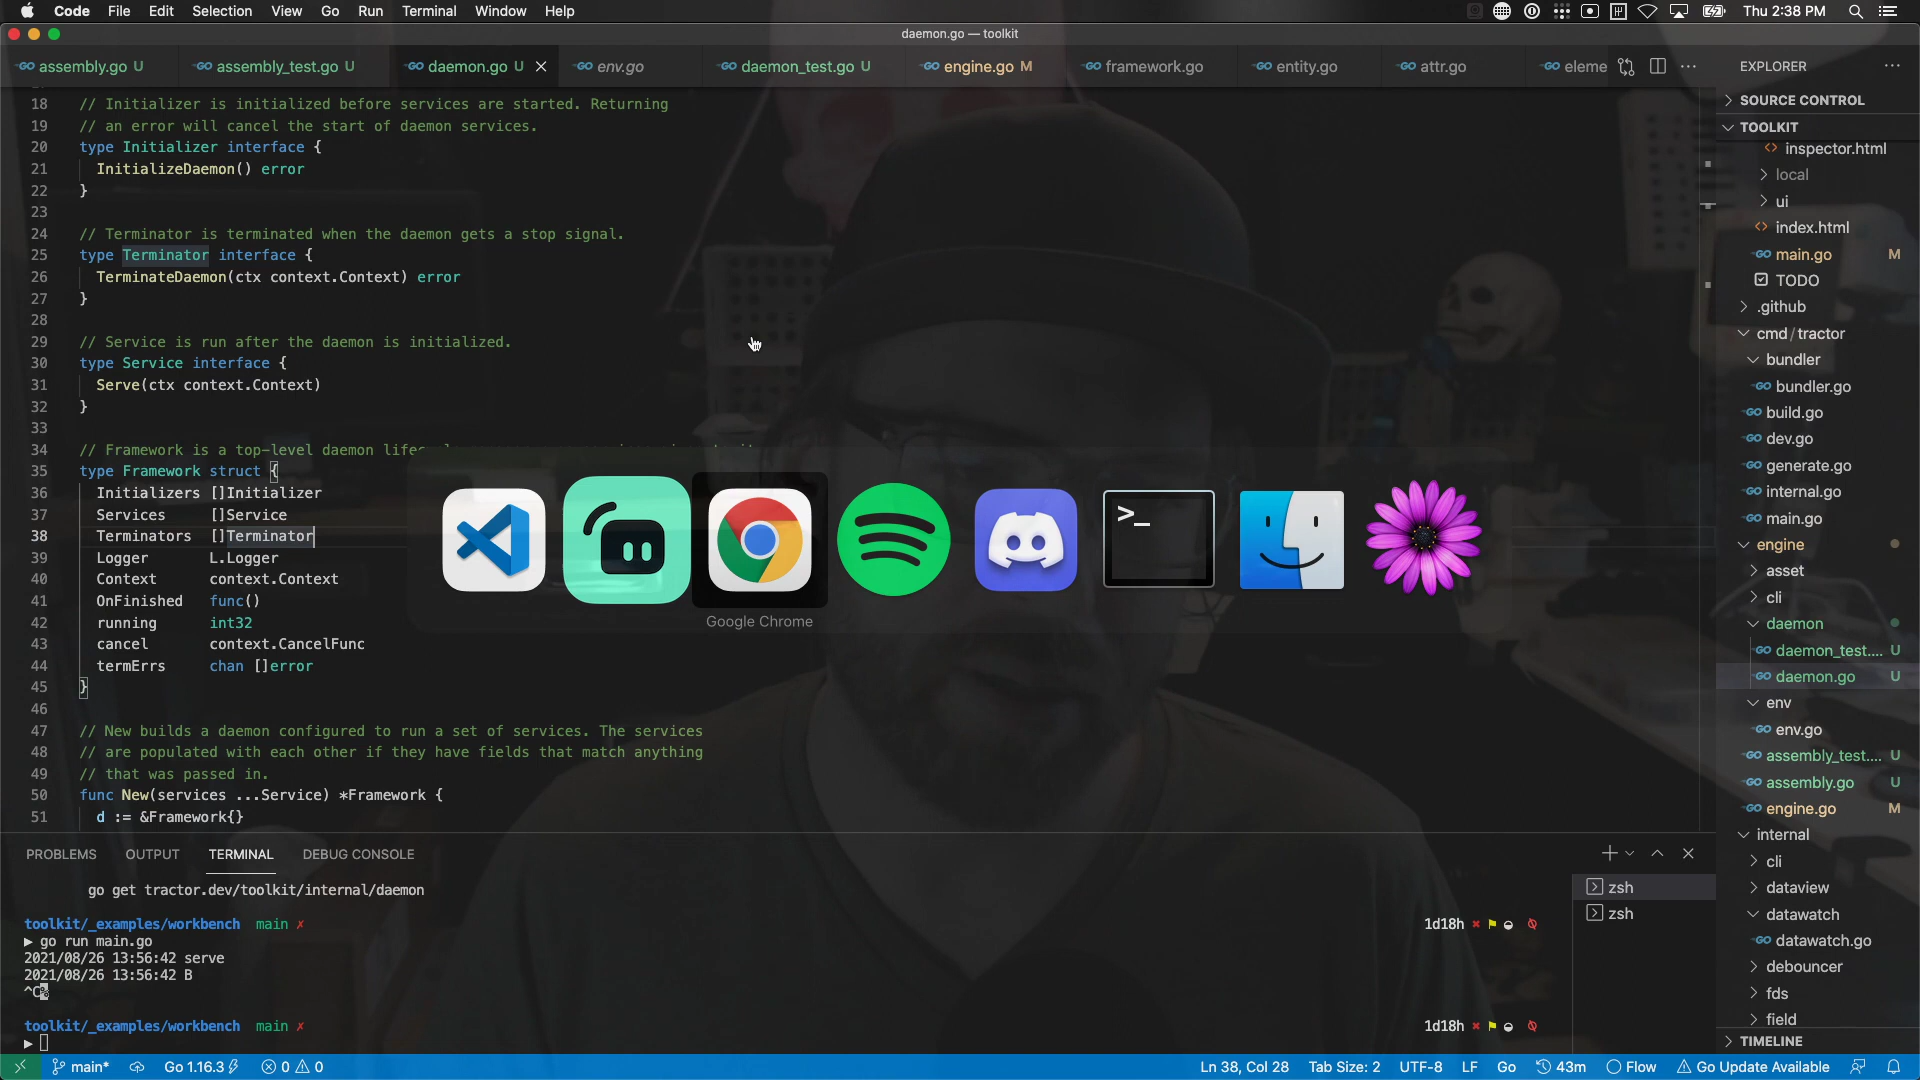 Code File Edit Selection View Go Run Terminal Window Help Thu 2:38 PM
daemon.go — toolkit
assembly.go U assembly_test.go U daemon.go U env.go daemon_test.go U engine.go M framework.go entity.go attr.go eleme
18 // Initializer is initialized before services are started. Returning
19 // an error will cancel the start of daemon services.
20 type Initializer interface {
21 InitializeDaemon() error
22 }
23
24 // Terminator is terminated when the daemon gets a stop signal.
25 type Terminator interface {
26 TerminateDaemon(ctx context.Context) error
27 }
28
29 // Service is run after the daemon is initialized.
30 type Service interface {
31 Serve(ctx context.Context)
32 }
33
34 // Framework is a top-level daemon
35 type Framework struct {
36 Initializers []Initializer
37 Services []Service
38 Terminators []Terminator
39 Logger L.Logger
40 Context context.Context
41 OnFinished func()
42 running int32
43 cancel context.CancelFunc
44 termErrs chan []error
45 }
46
47 // New builds a daemon configured to run a set of services. The services
48 // are populated with each other if they have fields that match anything
49 // that was passed in.
50 func New(services ...Service) *Framework {
51 d := &Framework{}
>_
Google Chrome
EXPLORER
SOURCE CONTROL
TOOLKIT
inspector.html
local
ui
index.html
main.go M
TODO
.github
cmd/tractor
bundler
bundler.go
build.go
dev.go
generate.go
internal.go
main.go
engine
asset
cli
daemon
daemon_test.... U
daemon.go U
env
env.go
assembly_test.... U
assembly.go U
engine.go M
internal
cli
dataview
datawatch
datawatch.go
debouncer
fds
field
TIMELINE
PROBLEMS OUTPUT TERMINAL DEBUG CONSOLE
go get tractor.dev/toolkit/internal/daemon
toolkit/_examples/workbench main ✗ 1d18h
▶ go run main.go
2021/08/26 13:56:42 serve
2021/08/26 13:56:42 B
^C
toolkit/_examples/workbench main ✗ 1d18h
▶
zsh
zsh
main* Go 1.16.3 0 0 Ln 38, Col 28 Tab Size: 2 UTF-8 LF Go 43m Flow Go Update Available